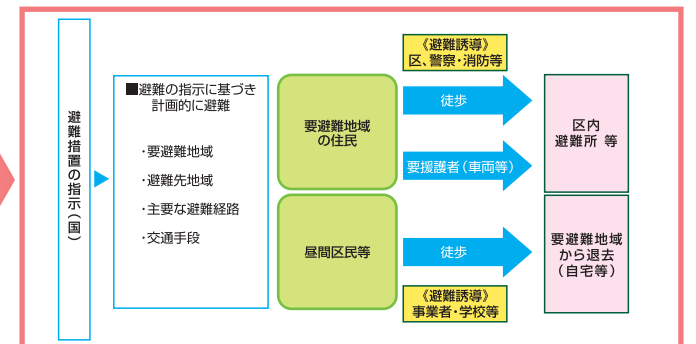 避難措置の指示（国）
■避難の指示に基づき
計画的に避難
・要避難地域
・避難先地域
・主要な避難経路
・交通手段
要避難地域
の住民
昼間区民等
《避難誘導》
区、警察・消防等
徒歩
要援護者（車両等）
徒歩
《避難誘導》
事業者・学校等
区内
避難所 等
要避難地域
から退去
（自宅等）